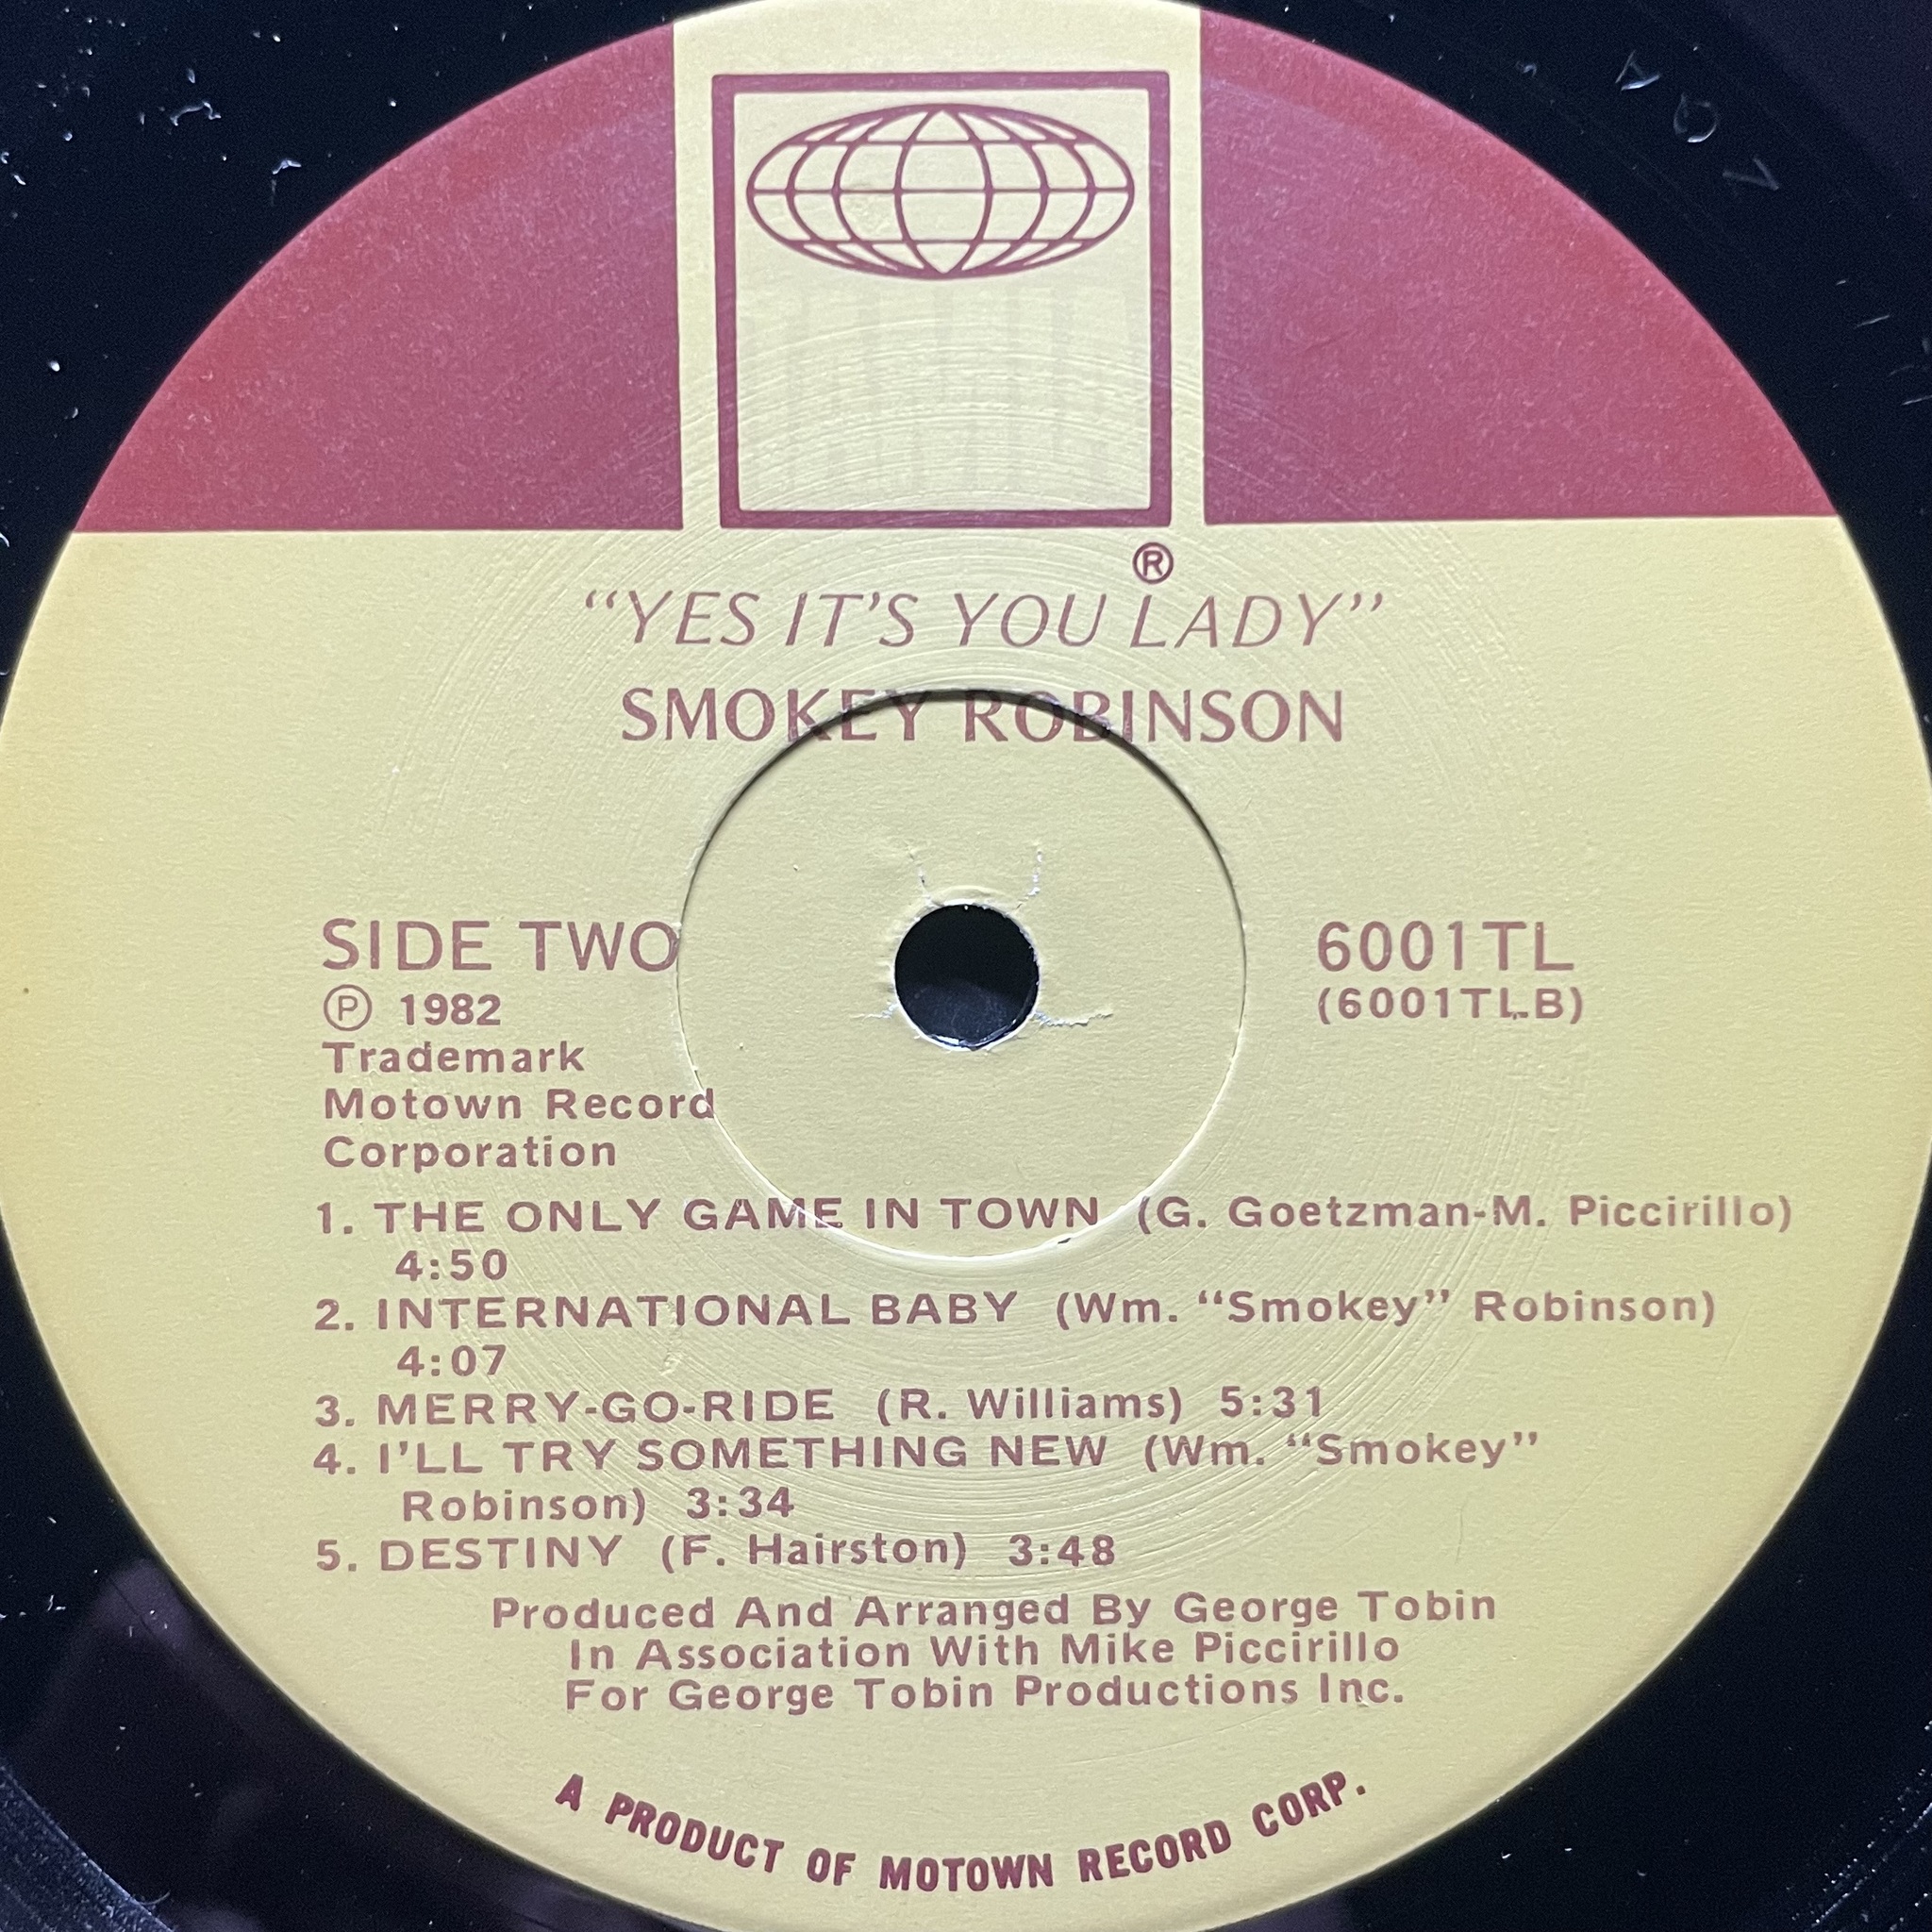 ®
“YES IT’S YOU LADY”
SMOKEY ROBINSON
SIDE TWO
℗ 1982
Trademark
Motown Record
Corporation
6001TL
(6001TL.B)
1. THE ONLY GAME IN TOWN (G. Goetzman-M. Piccirillo)
4:50
2. INTERNATIONAL BABY (Wm. “Smokey” Robinson)
4:07
3. MERRY-GO-RIDE (R. Williams) 5:31
4. I’LL TRY SOMETHING NEW (Wm. “Smokey”
Robinson) 3:34
5. DESTINY (F. Hairston) 3:48
Produced And Arranged By George Tobin
In Association With Mike Piccirillo
For George Tobin Productions Inc.
A PRODUCT OF MOTOWN RECORD CORP.